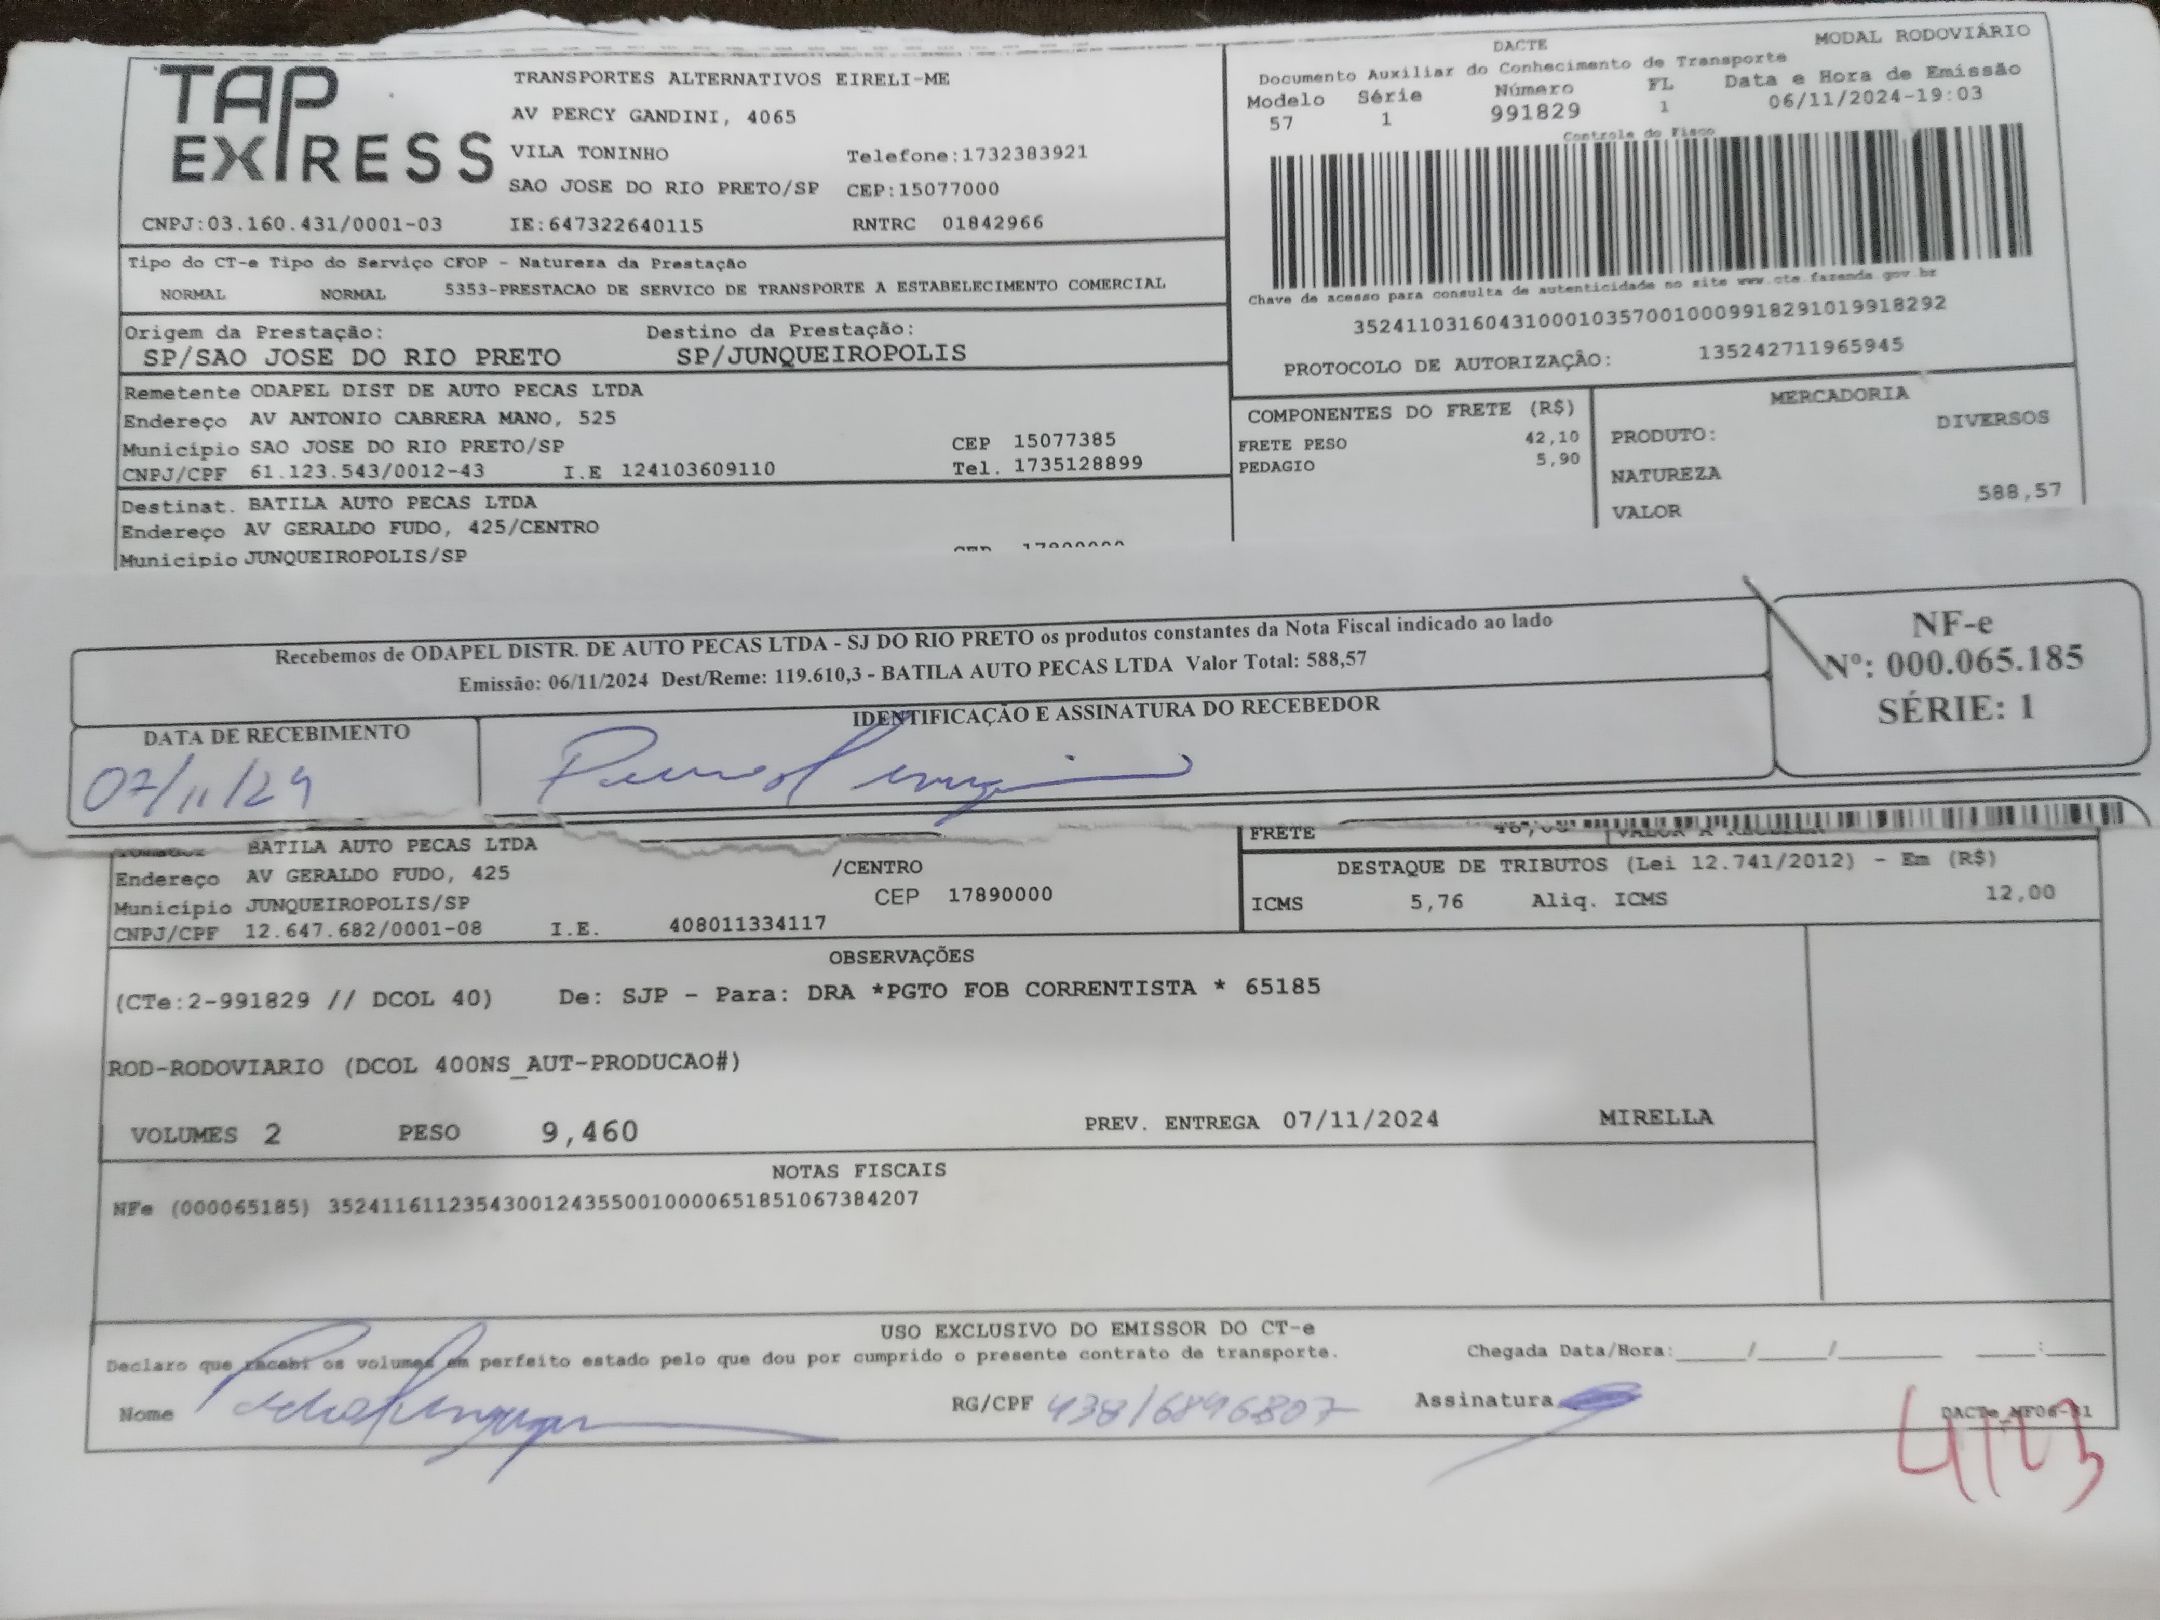 TAP EXPRESS
TRANSPORTES ALTERNATIVOS EIRELI-ME
AV PERCY GANDINI, 4065
VILA TONINHO Telefone:1732383921
SAO JOSE DO RIO PRETO/SP CEP:15077000
CNPJ:03.160.431/0001-03 IE:647322640115 RNTRC 01842966
DACTE MODAL RODOVIÁRIO
Documento Auxiliar do Conhecimento de Transporte
Modelo Série Número FL Data e Hora de Emissão
57 1 991829 1 06/11/2024-19:03
Controle do Fisco
Chave de acesso para consulta de autenticidade no site www.cte.fazenda.gov.br
35241103160431000103570010009918291019918292
PROTOCOLO DE AUTORIZAÇÃO: 135242711965945
Tipo do CT-e Tipo do Serviço CFOP - Natureza da Prestação
NORMAL NORMAL 5353-PRESTACAO DE SERVICO DE TRANSPORTE A ESTABELECIMENTO COMERCIAL
Origem da Prestação: Destino da Prestação:
SP/SAO JOSE DO RIO PRETO SP/JUNQUEIROPOLIS
Remetente ODAPEL DIST DE AUTO PECAS LTDA
Endereço AV ANTONIO CABRERA MANO, 525
Município SAO JOSE DO RIO PRETO/SP CEP 15077385
CNPJ/CPF 61.123.543/0012-43 I.E 124103609110 Tel. 1735128899
COMPONENTES DO FRETE (R$)
FRETE PESO 42,10
PEDAGIO 5,90
MERCADORIA
PRODUTO: DIVERSOS
NATUREZA
VALOR 588,57
Destinat. BATILA AUTO PECAS LTDA
Endereço AV GERALDO FUDO, 425/CENTRO
Município JUNQUEIROPOLIS/SP
Recebemos de ODAPEL DISTR. DE AUTO PECAS LTDA - SJ DO RIO PRETO os produtos constantes da Nota Fiscal indicado ao lado
Emissão: 06/11/2024 Dest/Reme: 119.610,3 - BATILA AUTO PECAS LTDA Valor Total: 588,57
NF-e
Nº: 000.065.185
SÉRIE: 1
DATA DE RECEBIMENTO IDENTIFICAÇÃO E ASSINATURA DO RECEBEDOR
07/11/24
BATILA AUTO PECAS LTDA
Endereço AV GERALDO FUDO, 425 /CENTRO
Município JUNQUEIROPOLIS/SP CEP 17890000
CNPJ/CPF 12.647.682/0001-08 I.E. 408011334117
FRETE
DESTAQUE DE TRIBUTOS (Lei 12.741/2012) - Em (R$)
ICMS 5,76 Aliq. ICMS 12,00
OBSERVAÇÕES
(CTe:2-991829 // DCOL 40) De: SJP - Para: DRA *PGTO FOB CORRENTISTA * 65185
ROD-RODOVIARIO (DCOL 400NS_AUT-PRODUCAO#)
VOLUMES 2 PESO 9,460 PREV. ENTREGA 07/11/2024 MIRELLA
NOTAS FISCAIS
NFe (000065185) 35241161123543001243550010000651851067384207
USO EXCLUSIVO DO EMISSOR DO CT-e
Declaro que recebi os volumes em perfeito estado pelo que dou por cumprido o presente contrato de transporte. Chegada Data/Hora:_____/_____/_______ ____:____
Nome RG/CPF Assinatura